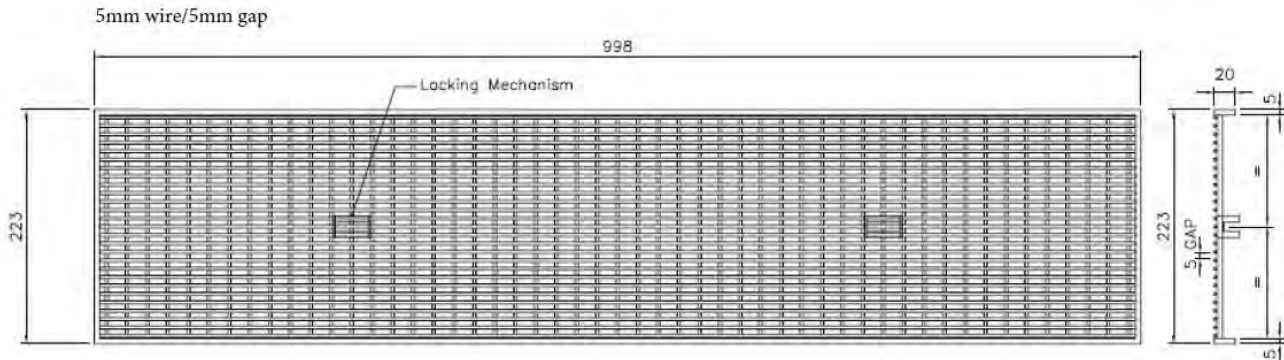 5mm wire/5mm gap
998
Locking Mechanism
20
5
223
223
5 GAP
=
=
5